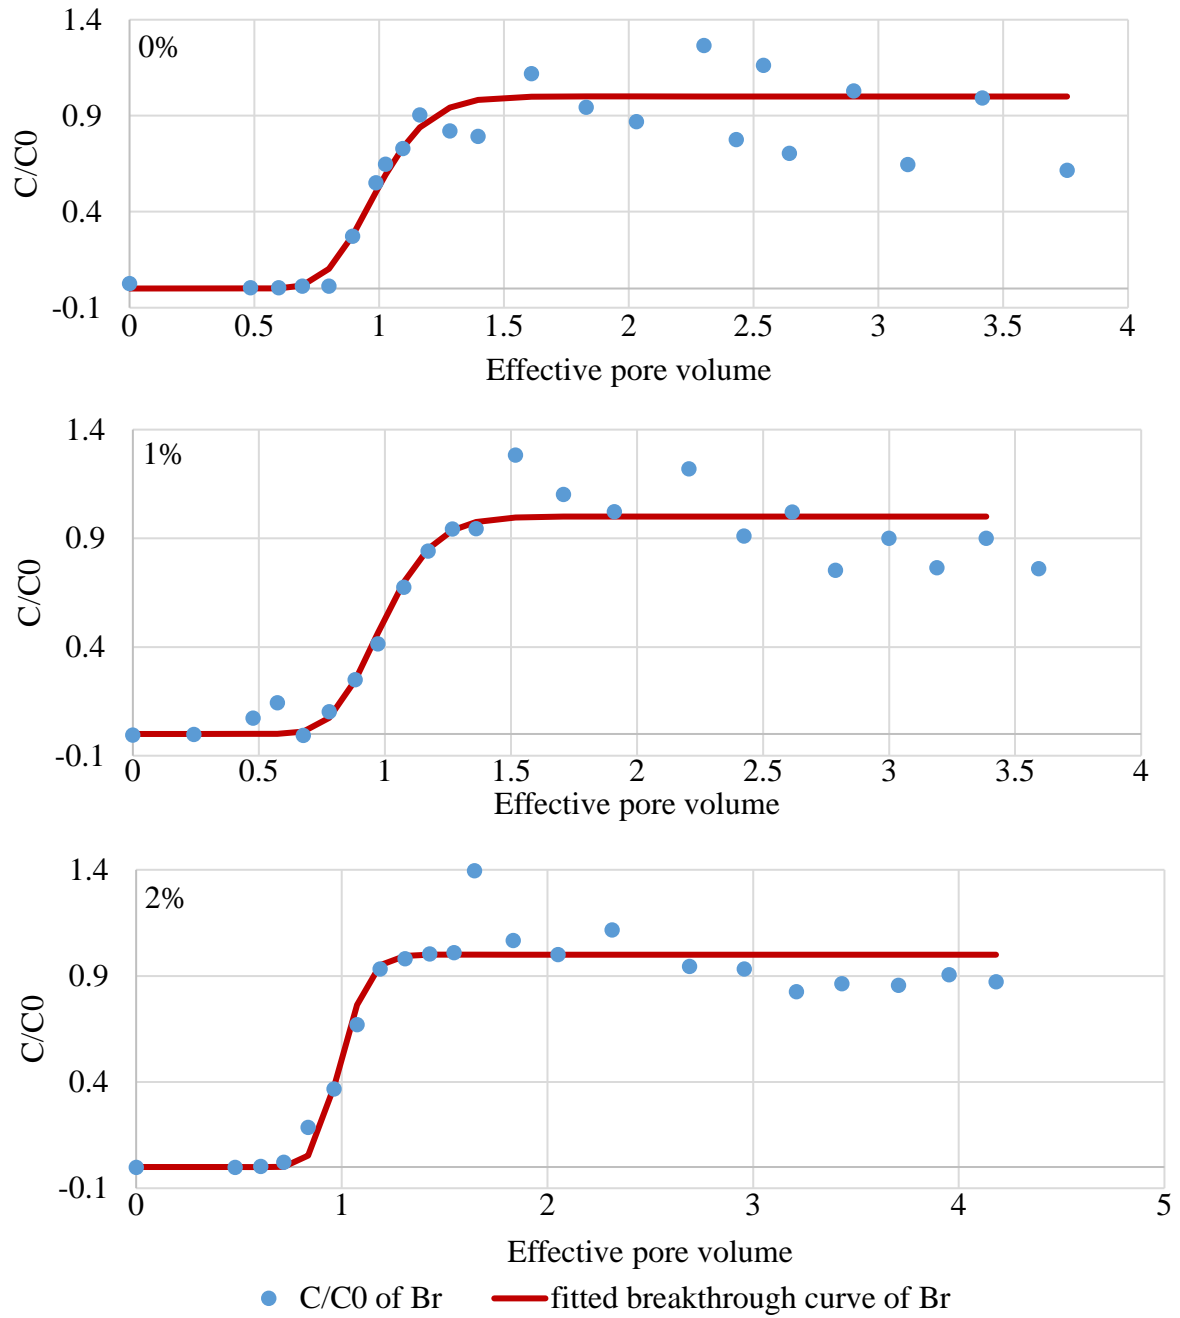 1.4
0%
0.9
C/C0
0.4
-0.1
0 0.5 1 1.5 2 2.5 3 3.5 4
Effective pore volume
1.4
1%
0.9
C/C0
0.4
-0.1
0 0.5 1 1.5 2 2.5 3 3.5 4
Effective pore volume
1.4
2%
0.9
C/C0
0.4
-0.1
0 1 2 3 4 5
Effective pore volume
C/C0 of Br fitted breakthrough curve of Br